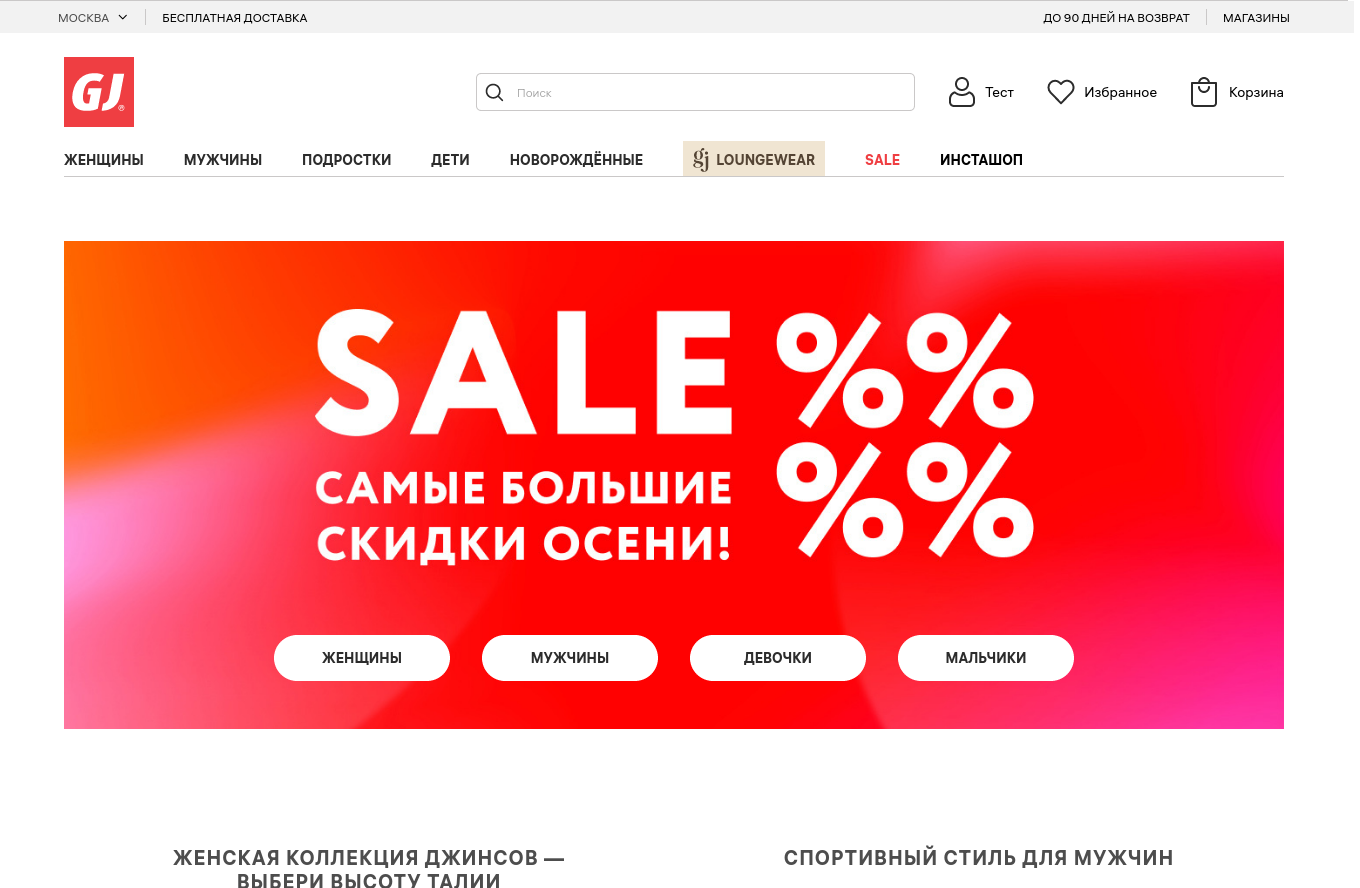 МОСКВА БЕСПЛАТНАЯ ДОСТАВКА ДО 90 ДНЕЙ НА ВОЗВРАТ МАГАЗИНЫ
GJ®
Поиск Тест Избранное Корзина
ЖЕНЩИНЫ МУЖЧИНЫ ПОДРОСТКИ ДЕТИ НОВОРОЖДЁННЫЕ gj LOUNGEWEAR SALE ИНСТАШОП
SALE %%
%%
САМЫЕ БОЛЬШИЕ
СКИДКИ ОСЕНИ!
ЖЕНЩИНЫ МУЖЧИНЫ ДЕВОЧКИ МАЛЬЧИКИ
ЖЕНСКАЯ КОЛЛЕКЦИЯ ДЖИНСОВ —
ВЫБЕРИ ВЫСОТУ ТАЛИИ
СПОРТИВНЫЙ СТИЛЬ ДЛЯ МУЖЧИН